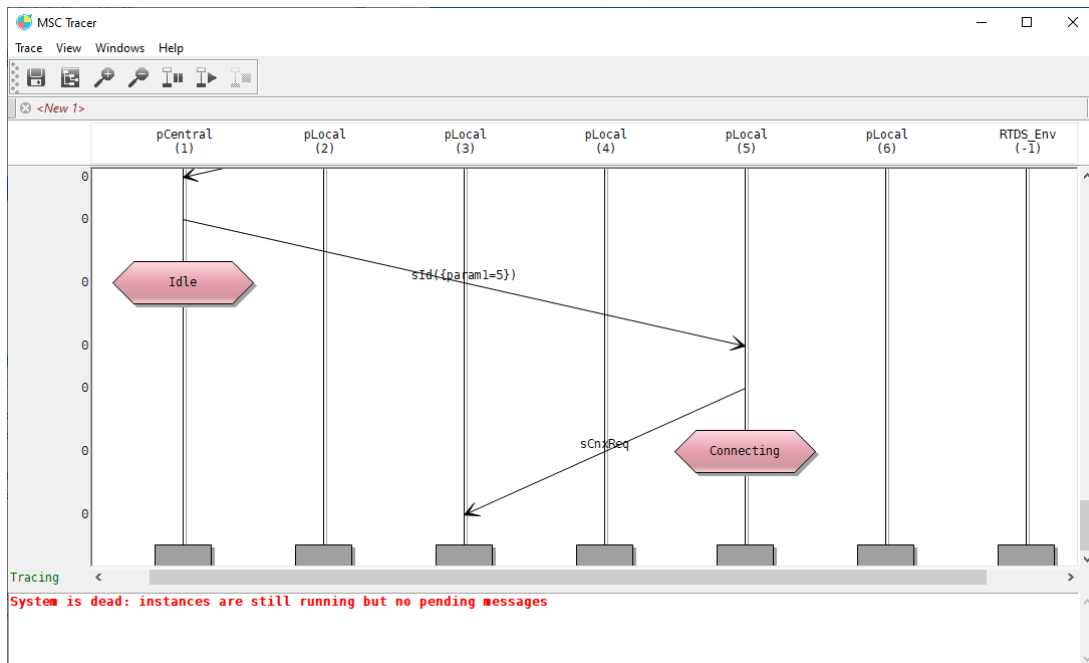 MSC Tracer
Trace View Windows Help
<New 1>
pCentral pLocal pLocal pLocal pLocal pLocal RTDS_Env
(1) (2) (3) (4) (5) (6) (-1)
0
0
sId({param1=5})
0 Idle
0
0
sCnxReq
0 Connecting
0
Tracing
System is dead: instances are still running but no pending messages